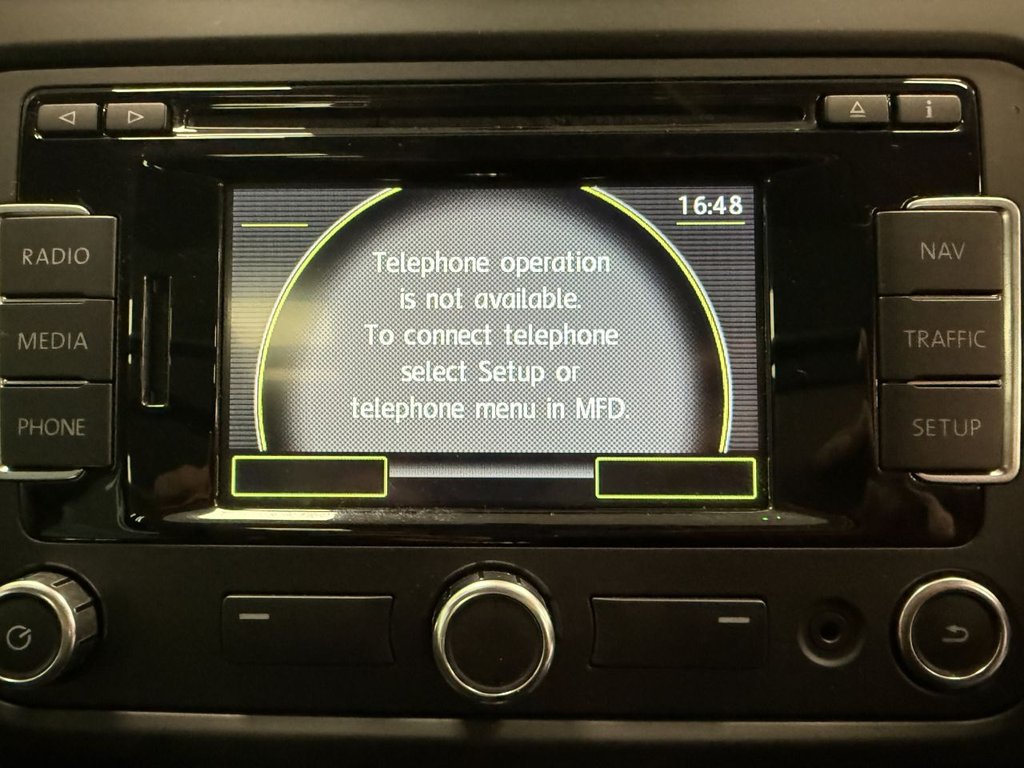 i
16:48
RADIO
NAV
Telephone operation
is not available.
To connect telephone
select Setup or
telephone menu in MFD.
MEDIA
TRAFFIC
PHONE
SETUP